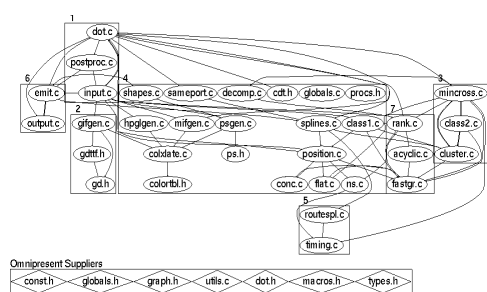 1
dot.c
postproc.c
6 4 3
emit.c input.c shapes.c sameport.c decomp.c cdt.h globals.c procs.h mincross.c
2 7
output.c gifgen.c hpglgen.c mifgen.c psgen.c splines.c class1.c rank.c class2.c
gdttf.h colxlate.c ps.h position.c acyclic.c cluster.c
gd.h colortbl.h conc.c flat.c ns.c fastgr.c
5
routespl.c
timing.c
Omnipresent Suppliers
const.h globals.h graph.h utils.c dot.h macros.h types.h